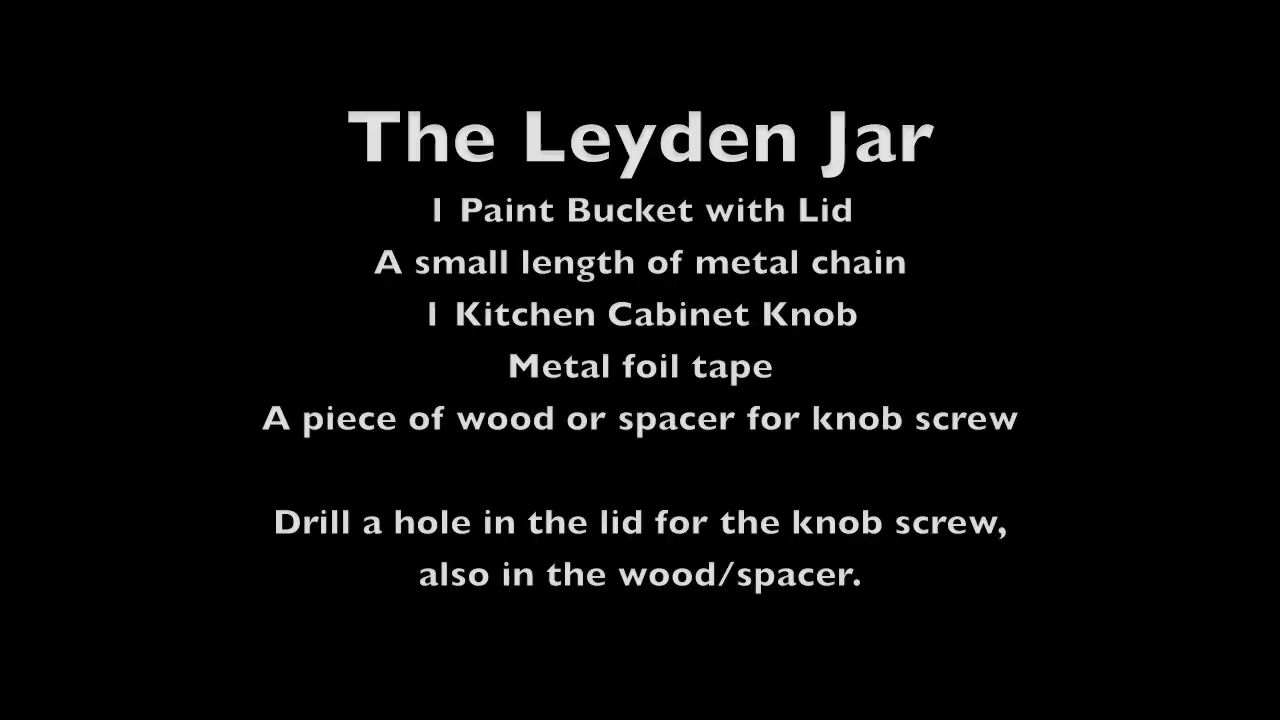 The Leyden Jar
1 Paint Bucket with Lid
A small length of metal chain
1 Kitchen Cabinet Knob
Metal foil tape
A piece of wood or spacer for knob screw
Drill a hole in the lid for the knob screw,
also in the wood/spacer.